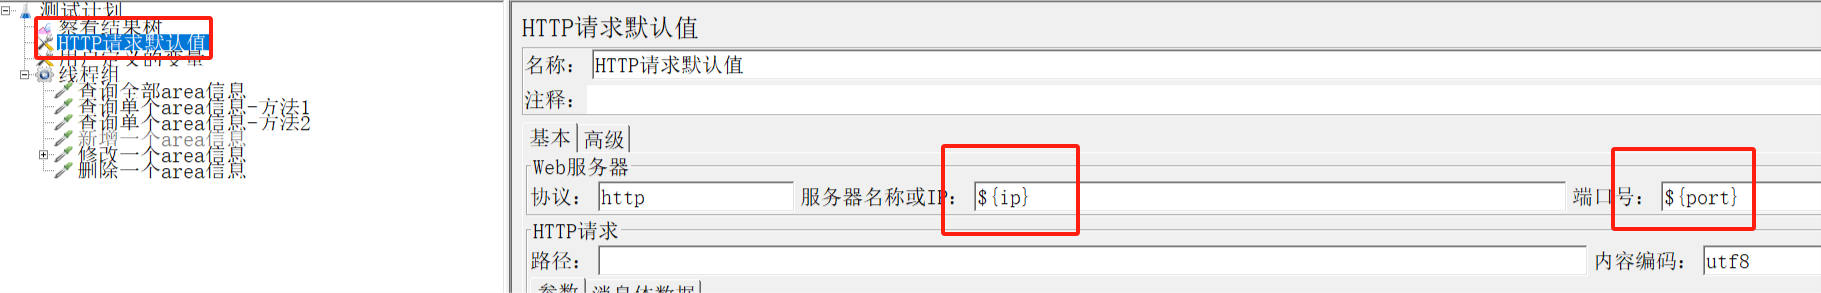 测试计划
察看结果树
HTTP请求默认值
用户定义的变量
线程组
查询全部area信息
查询单个area信息-方法1
查询单个area信息-方法2
新增一个area信息
修改一个area信息
删除一个area信息
HTTP请求默认值
名称： HTTP请求默认值
注释：
基本 高级
Web服务器
协议： http 服务器名称或IP： ${ip} 端口号： ${port}
HTTP请求
路径： 内容编码： utf8
参数 消息体数据